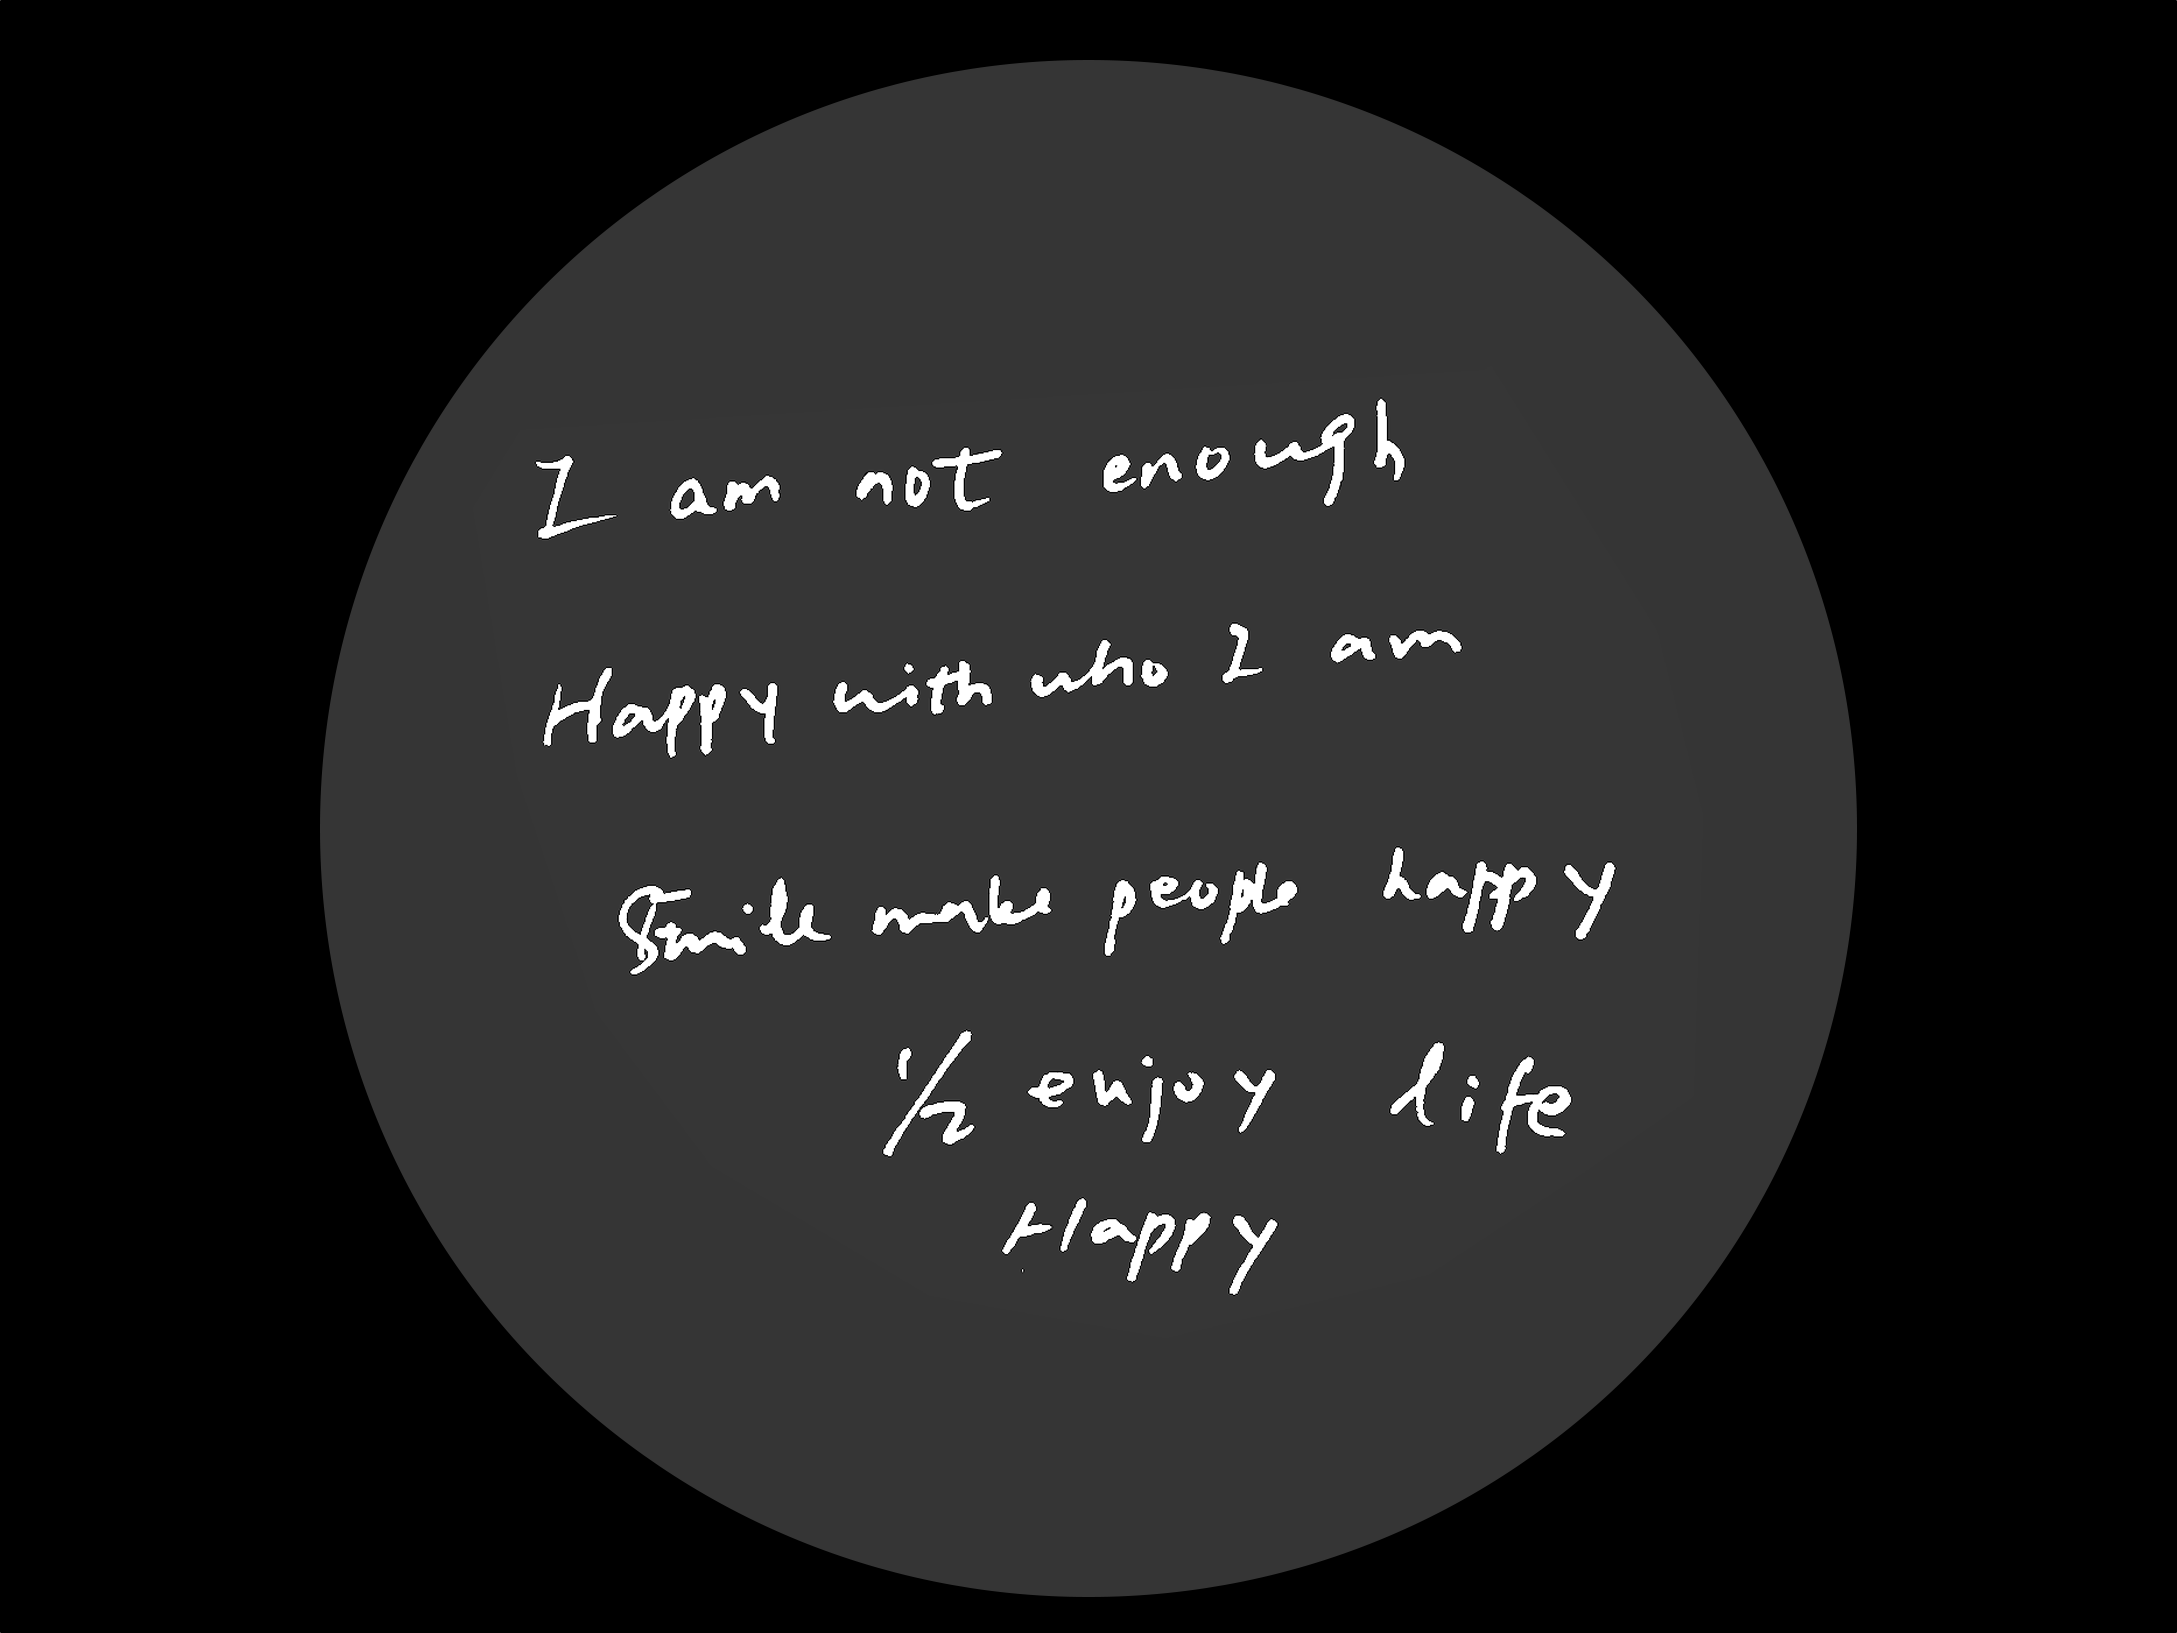 I am not enough
Happy with who I am
Smile make people happy
1/2 enjoy life
Happy